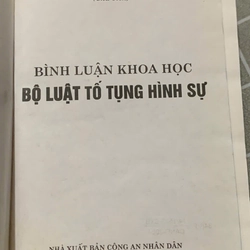 BÌNH LUẬN KHOA HỌC
BỘ LUẬT TỐ TỤNG HÌNH SỰ
NHÀ XUẤT BẢN CÔNG AN NHÂN DÂN